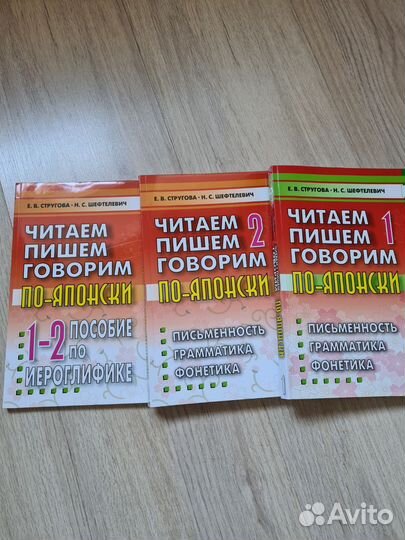 Е. В. СТРУГОВА • Н. С. ШЕФТЕЛЕВИЧ
ЧИТАЕМ
ПИШЕМ
ГОВОРИМ
ПО-ЯПОНСКИ
1-2 ПОСОБИЕ
ПО
ИЕРОГЛИФИКЕ
Е. В. СТРУГОВА • Н. С. ШЕФТЕЛЕВИЧ
ЧИТАЕМ
ПИШЕМ 2
ГОВОРИМ
ПО-ЯПОНСКИ
ПИСЬМЕННОСТЬ
ГРАММАТИКА
ФОНЕТИКА
Е. В. СТРУГОВА • Н. С. ШЕФТЕЛЕВИЧ
ЧИТАЕМ
ПИШЕМ 1
ГОВОРИМ
ПО-ЯПОНСКИ
ПИСЬМЕННОСТЬ
ГРАММАТИКА
ФОНЕТИКА
Avito